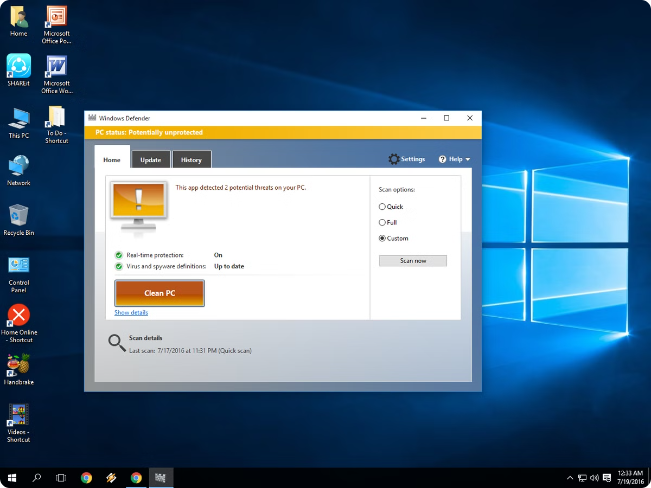 Home
Microsoft
Office Po...
SHAREit
Microsoft
Office Wo...
This PC
To Do -
Shortcut
Network
Recycle Bin
Control
Panel
Home Online
- Shortcut
Handbrake
Videos -
Shortcut
Windows Defender
PC status: Potentially unprotected
Home
Update
History
Settings
Help
This app detected 2 potential threats on your PC.
Real-time protection: On
Virus and spyware definitions: Up to date
Clean PC
Show details
Scan options:
Quick
Full
Custom
Scan now
Scan details
Last scan: 7/17/2016 at 11:31 PM (Quick scan)
12:33 AM
7/19/2016